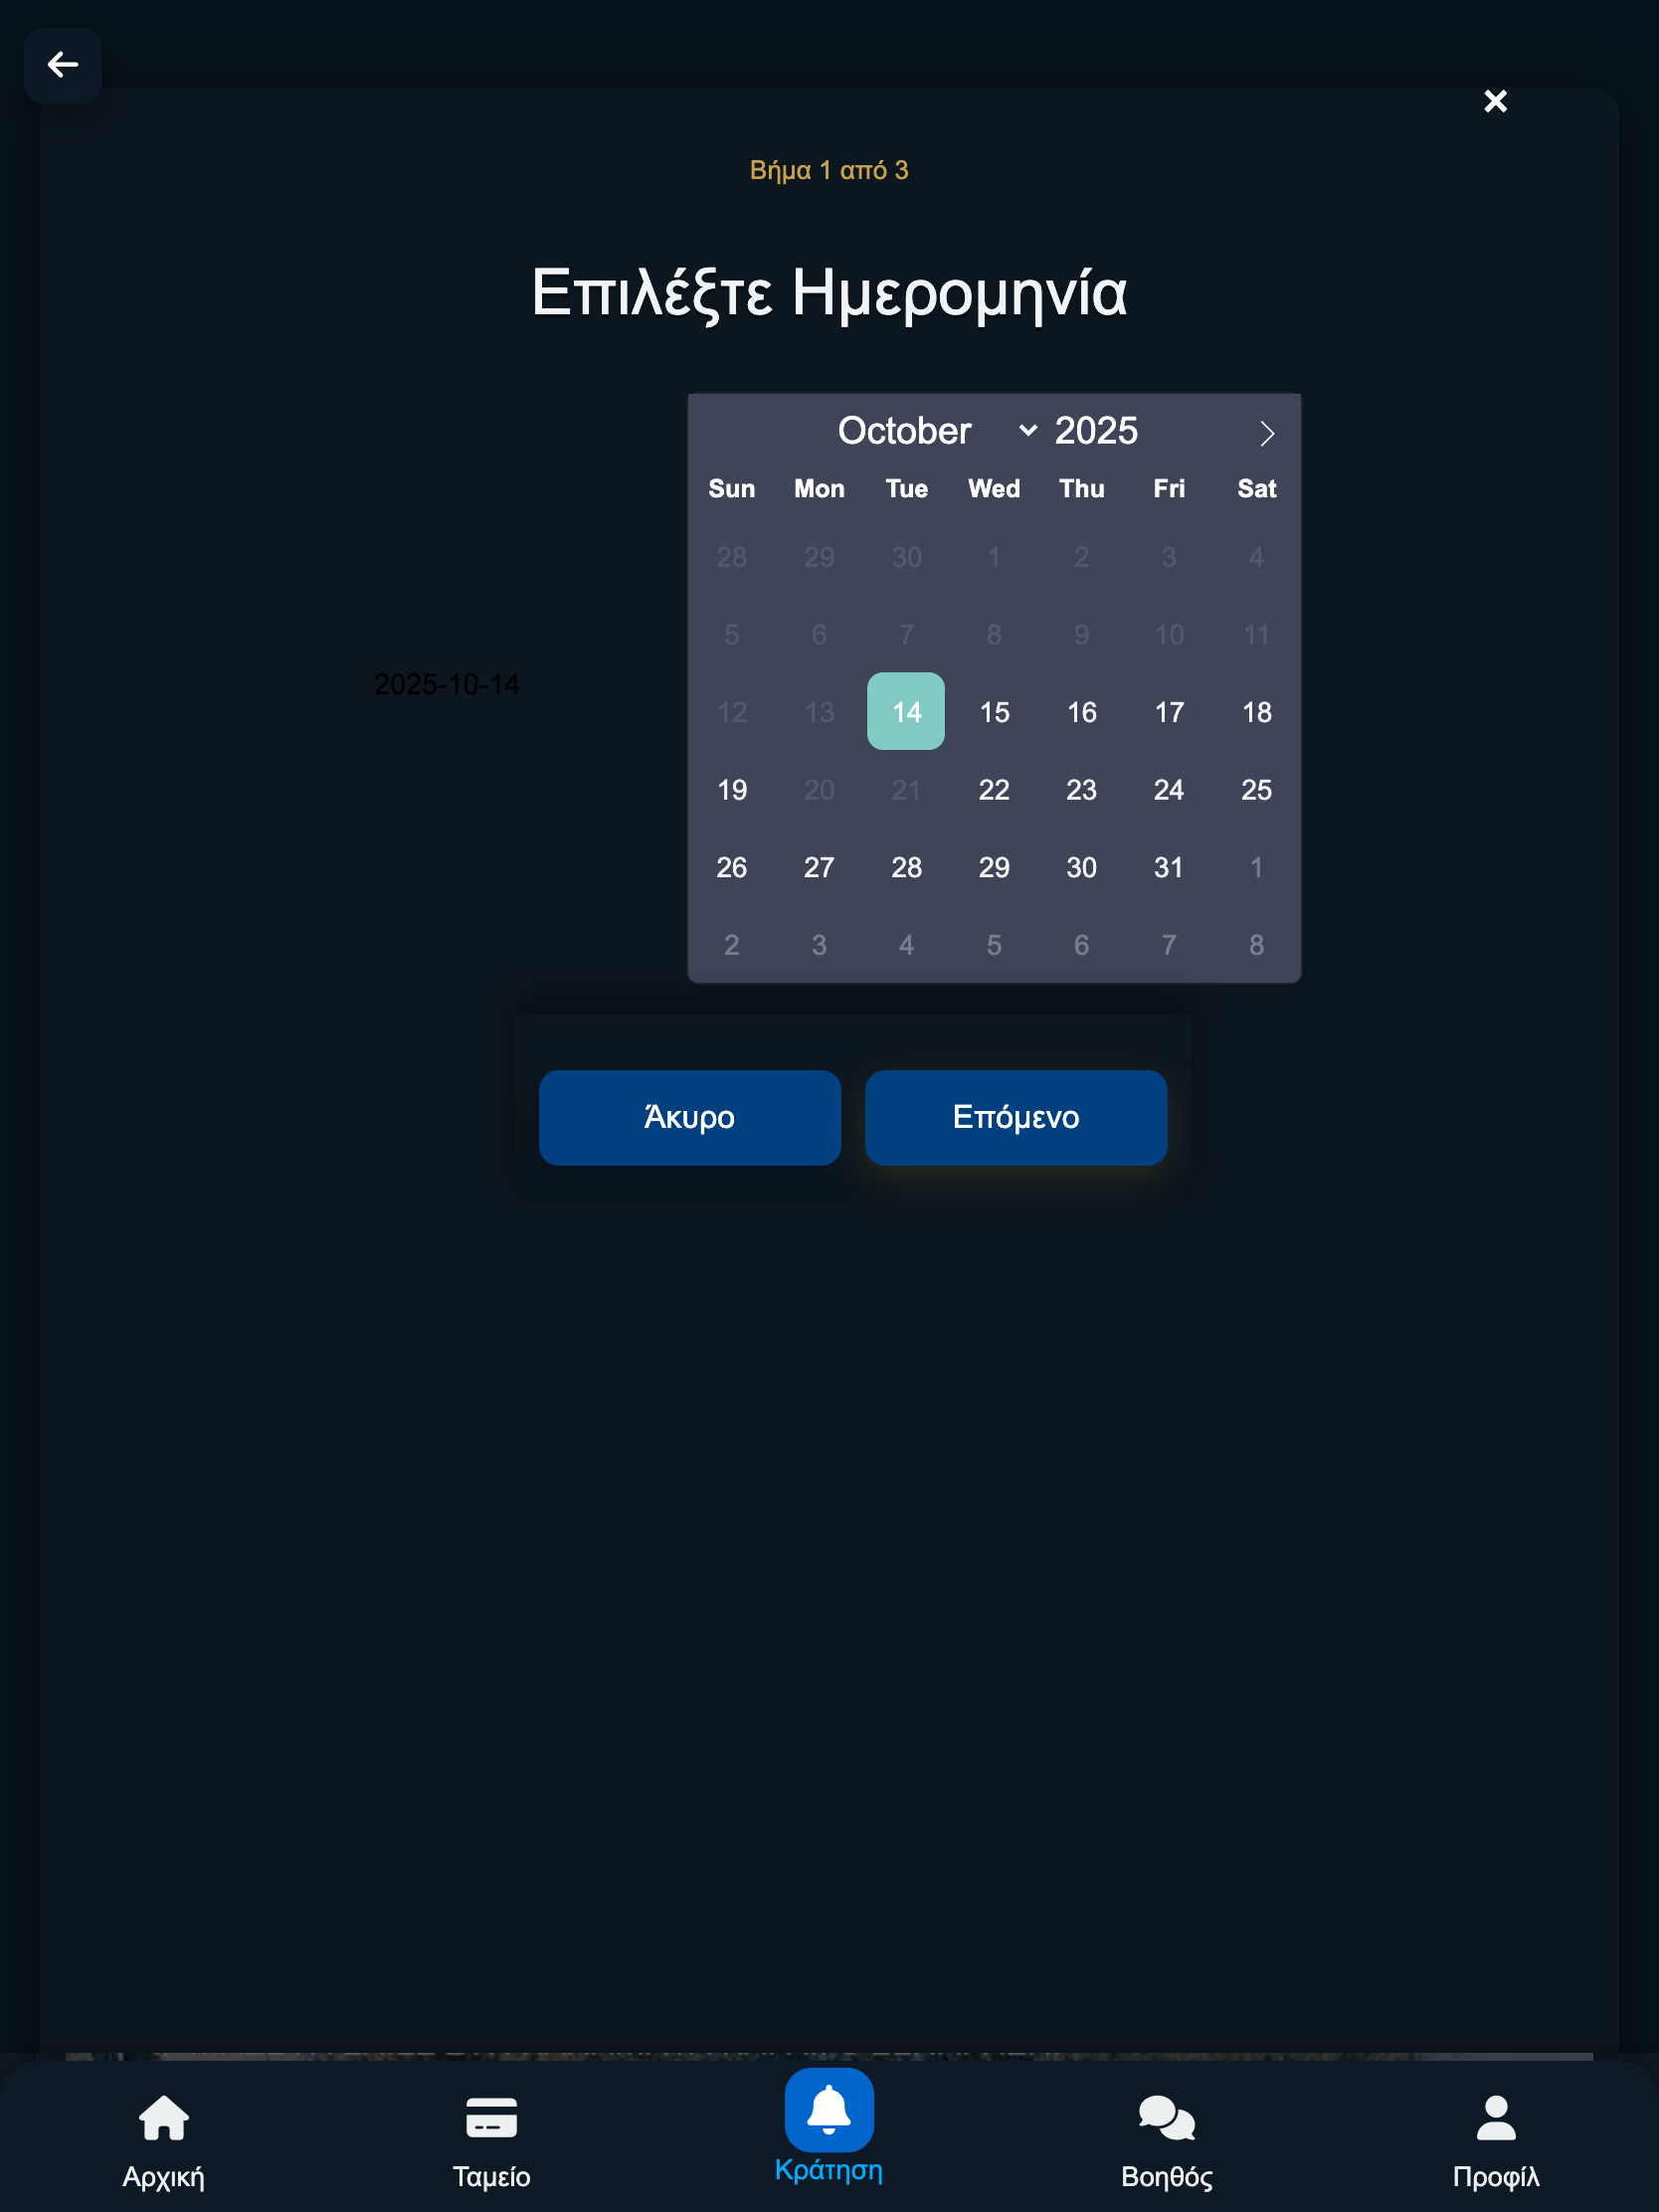 Βήμα 1 από 3
Επιλέξτε Ημερομηνία
October 2025
Sun Mon Tue Wed Thu Fri Sat
28 29 30 1 2 3 4
5 6 7 8 9 10 11
2025-10-14
12 13 14 15 16 17 18
19 20 21 22 23 24 25
26 27 28 29 30 31 1
2 3 4 5 6 7 8
Άκυρο Επόμενο
Αρχική Ταμείο Κράτηση Βοηθός Προφίλ